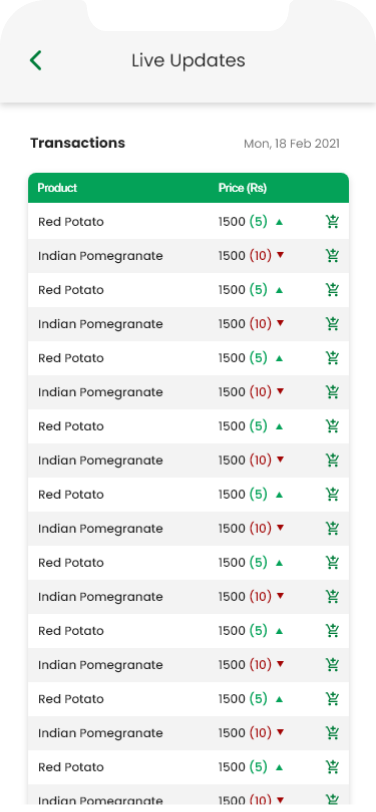 Live Updates
Transactions Mon, 18 Feb 2021
Product Price (Rs)
Red Potato 1500 (5) ▲
Indian Pomegranate 1500 (10) ▼
Red Potato 1500 (5) ▲
Indian Pomegranate 1500 (10) ▼
Red Potato 1500 (5) ▲
Indian Pomegranate 1500 (10) ▼
Red Potato 1500 (5) ▲
Indian Pomegranate 1500 (10) ▼
Red Potato 1500 (5) ▲
Indian Pomegranate 1500 (10) ▼
Red Potato 1500 (5) ▲
Indian Pomegranate 1500 (10) ▼
Red Potato 1500 (5) ▲
Indian Pomegranate 1500 (10) ▼
Red Potato 1500 (5) ▲
Indian Pomegranate 1500 (10) ▼
Red Potato 1500 (5) ▲
Indian Pomegranate 1500 (10) ▼